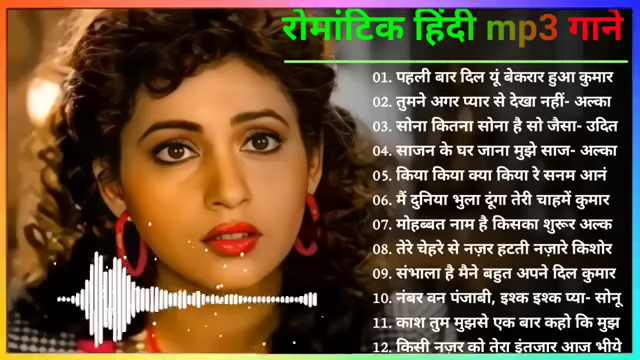 रोमांटिक हिंदी mp3 गाने
01. पहली बार दिल यूं बेकरार हुआ कुमार
02. तुमने अगर प्यार से देखा नहीं- अल्का
03. सोना कितना सोना है सो जैसा- उदित
04. साजन के घर जाना मुझे साज- अल्का
05. किया किया क्या किया रे सनम आनं
06. मैं दुनिया भुला दूंगा तेरी चाहमें कुमार
07. मोहब्बत नाम है किसका शुरूर अल्क
08. तेरे चेहरे से नज़र हटती नज़ारे किशोर
09. संभाला है मैने बहुत अपने दिल कुमार
10. नंबर वन पंजाबी, इश्क इश्क प्या- सोनू
11. काश तुम मुझसे एक बार कहो कि मुझ
12. किसी नज़र को तेरा इंतजार आज भीये